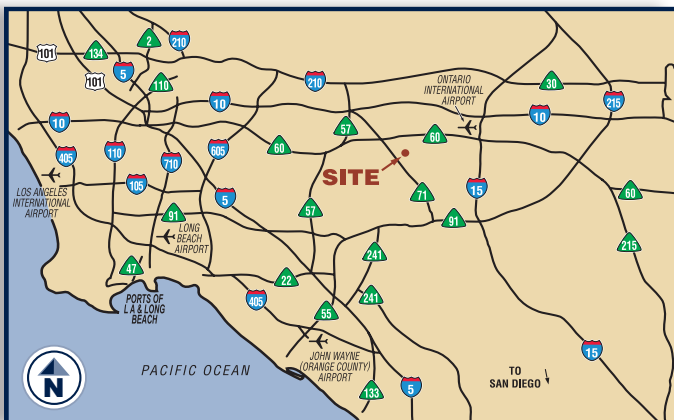 101
134
2
210
5
101
110
210
10
10
30
215
ONTARIO
INTERNATIONAL
AIRPORT
10
57
60
60
405
110
710
605
SITE
LOS ANGELES
INTERNATIONAL
AIRPORT
105
5
57
71
15
60
91
91
LONG
BEACH
AIRPORT
241
215
47
22
PORTS OF
L A & LONG
BEACH
405
241
55
15
JOHN WAYNE
(ORANGE COUNTY)
AIRPORT
PACIFIC OCEAN
TO
SAN DIEGO
133
5
N